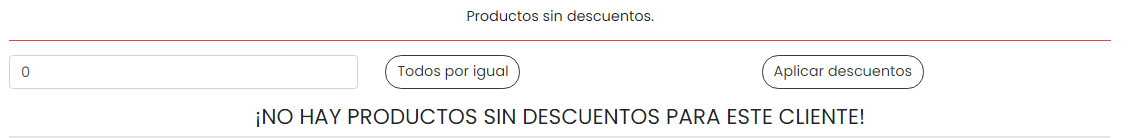 Productos sin descuentos.
0 Todos por igual Aplicar descuentos
¡NO HAY PRODUCTOS SIN DESCUENTOS PARA ESTE CLIENTE!